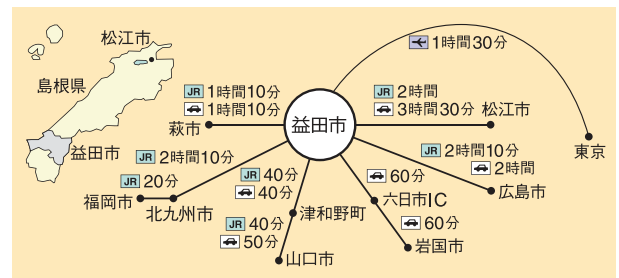 松江市
島根県
益田市
1時間30分
東京
JR 1時間10分
1時間10分
萩市
益田市
JR 2時間
3時間30分
松江市
JR 2時間10分
JR 20分
福岡市
北九州市
JR 40分
40分
津和野町
JR 40分
50分
山口市
60分
六日市IC
60分
岩国市
JR 2時間10分
2時間
広島市